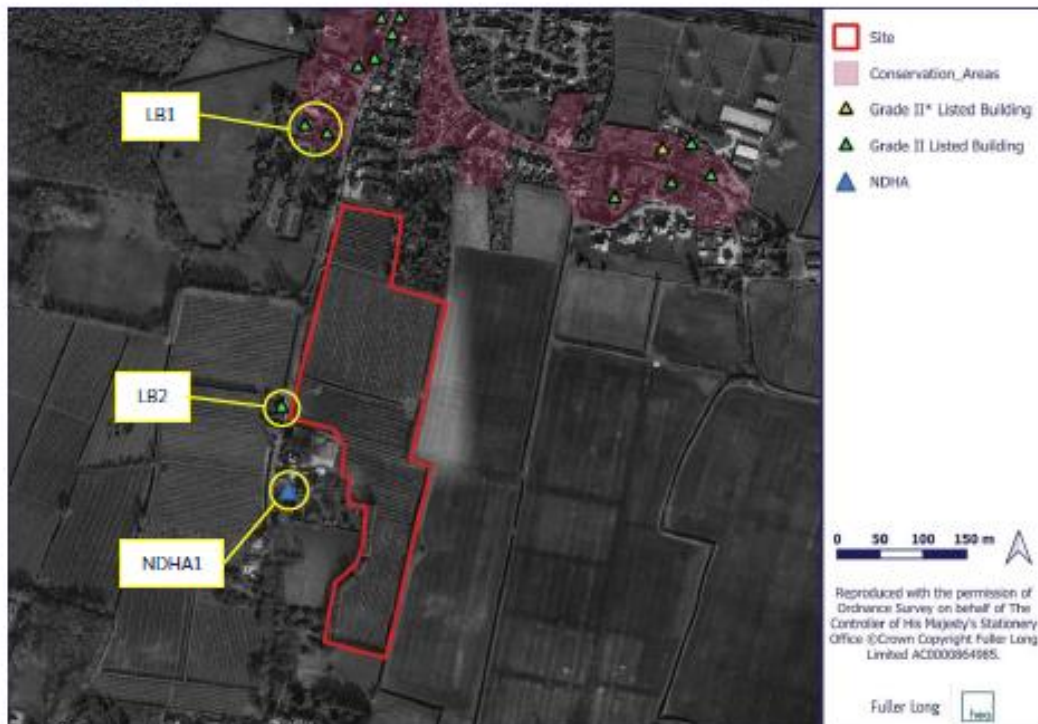 LB1
LB2
NDHA1
Site
Conservation_Areas
Grade II* Listed Building
Grade II Listed Building
NDHA
0 50 100 150 m
Reproduced with the permission of
Ordnance Survey on behalf of The
Controller of His Majesty's Stationery
Office ©Crown Copyright Fuller Long
Limited AC0000864985.
Fuller Long
heq